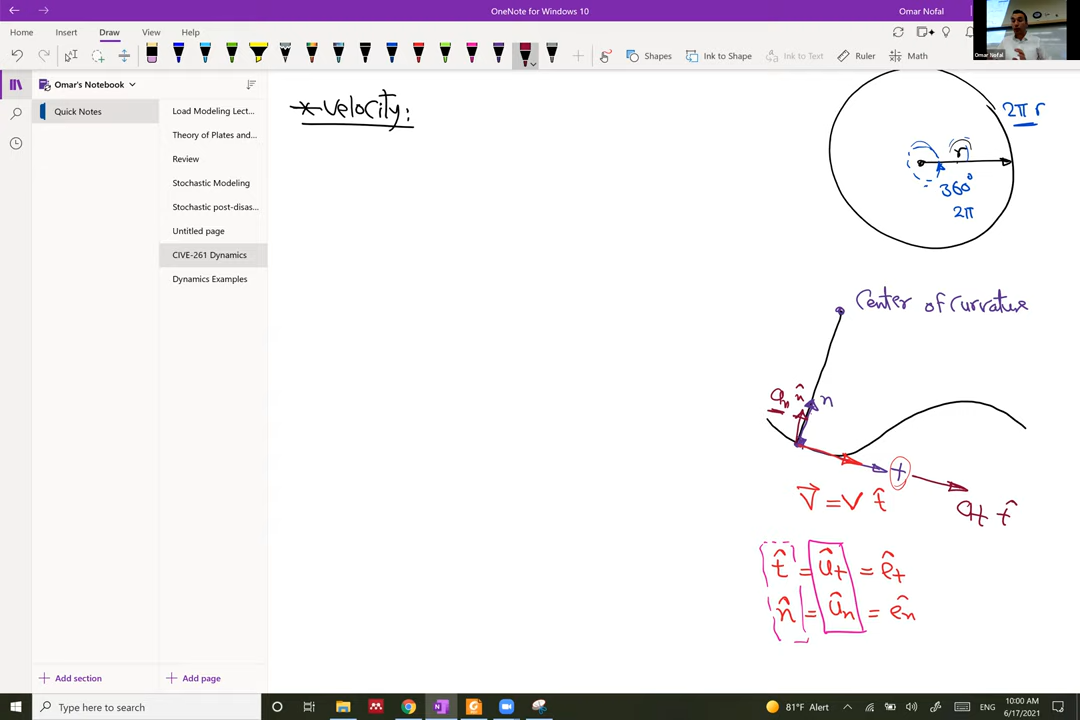 OneNote for Windows 10
Omar Nofal
Home Insert Draw View Help
Shapes Ink to Shape Ink to Text Ruler Math
Omar Nofal
Omar's Notebook
Quick Notes
Load Modeling Lect...
Theory of Plates and...
Review
Stochastic Modeling
Stochastic post-disas...
Untitled page
CIVE-261 Dynamics
Dynamics Examples
* Velocity:
2π r
r
360°
2π
Center of Curvature
aₙ n̂
n
t
V⃗ = V t̂
aₜ t̂
t̂ = ûₜ = êₜ
n̂ = ûₙ = êₙ
Add section
Add page
Type here to search
81°F Alert
ENG
10:00 AM
6/17/2021